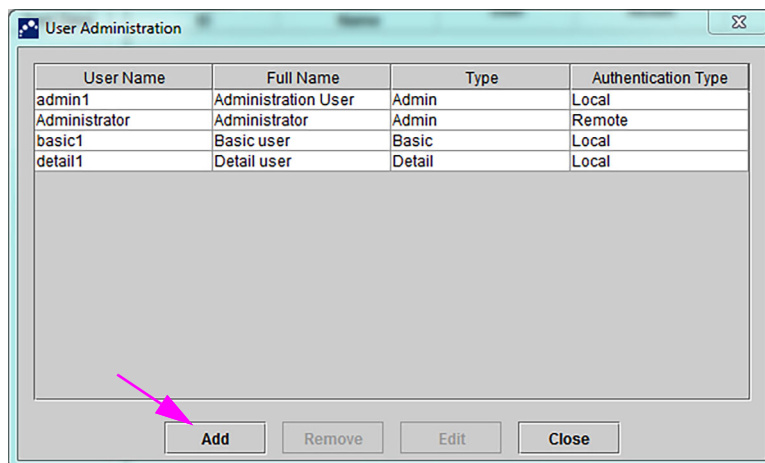 User Administration
User Name Full Name Type Authentication Type
admin1 Administration User Admin Local
Administrator Administrator Admin Remote
basic1 Basic user Basic Local
detail1 Detail user Detail Local
Add Remove Edit Close